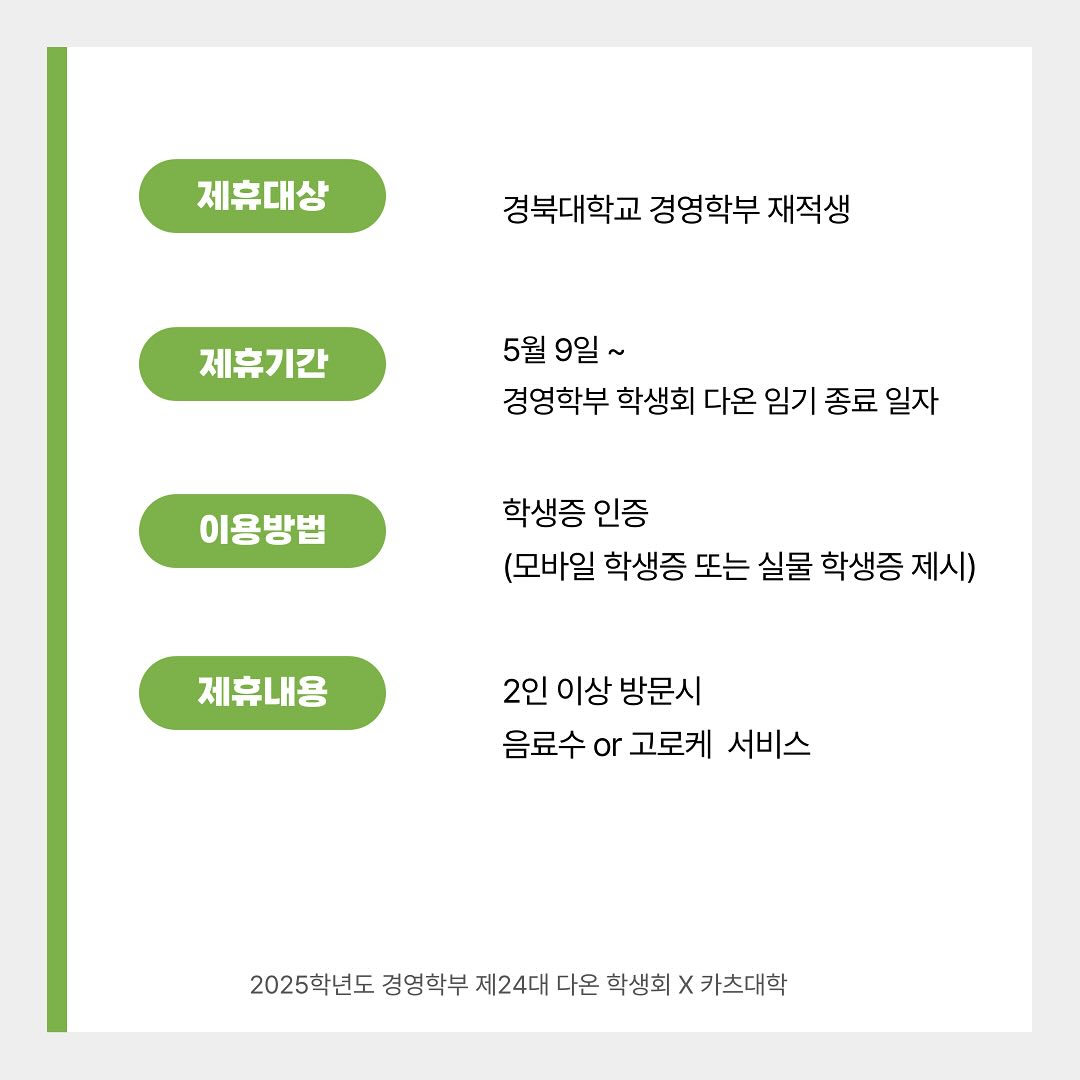 제휴대상
경북대학교 경영학부 재적생
제휴기간
5월 9일 ~
경영학부 학생회 다온 임기 종료 일자
이용방법
학생증 인증
(모바일 학생증 또는 실물 학생증 제시)
제휴내용
2인 이상 방문시
음료수 or 고로케 서비스
2025학년도 경영학부 제24대 다온 학생회 X 카츠대학